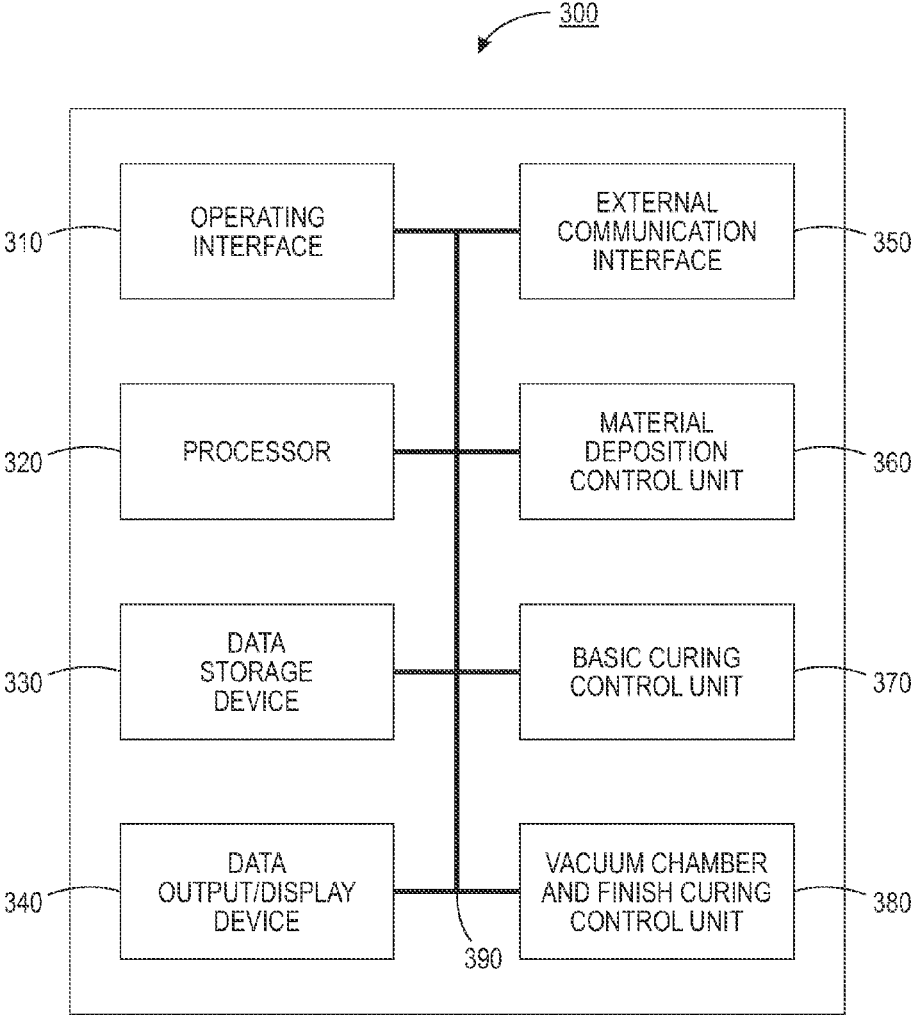 300
310
OPERATING
INTERFACE
EXTERNAL
COMMUNICATION
INTERFACE
350
320
PROCESSOR
MATERIAL
DEPOSITION
CONTROL UNIT
360
330
DATA
STORAGE
DEVICE
BASIC CURING
CONTROL UNIT
370
340
DATA
OUTPUT/DISPLAY
DEVICE
VACUUM CHAMBER
AND FINISH CURING
CONTROL UNIT
380
390